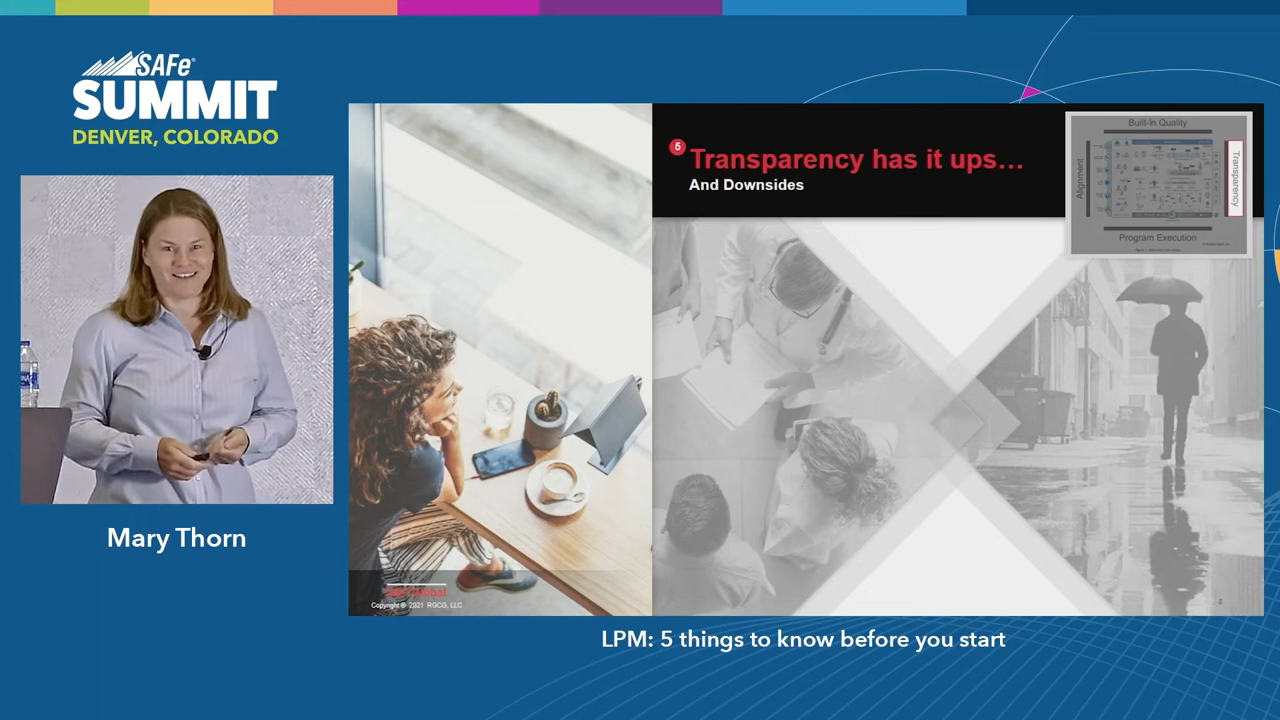 SAFe®
SUMMIT
DENVER, COLORADO
Mary Thorn
5
Transparency has it ups…
And Downsides
Built-In Quality
Alignment
Transparency
Program Execution
S&P Global
Copyright © 2021 RGCG, LLC
LPM: 5 things to know before you start